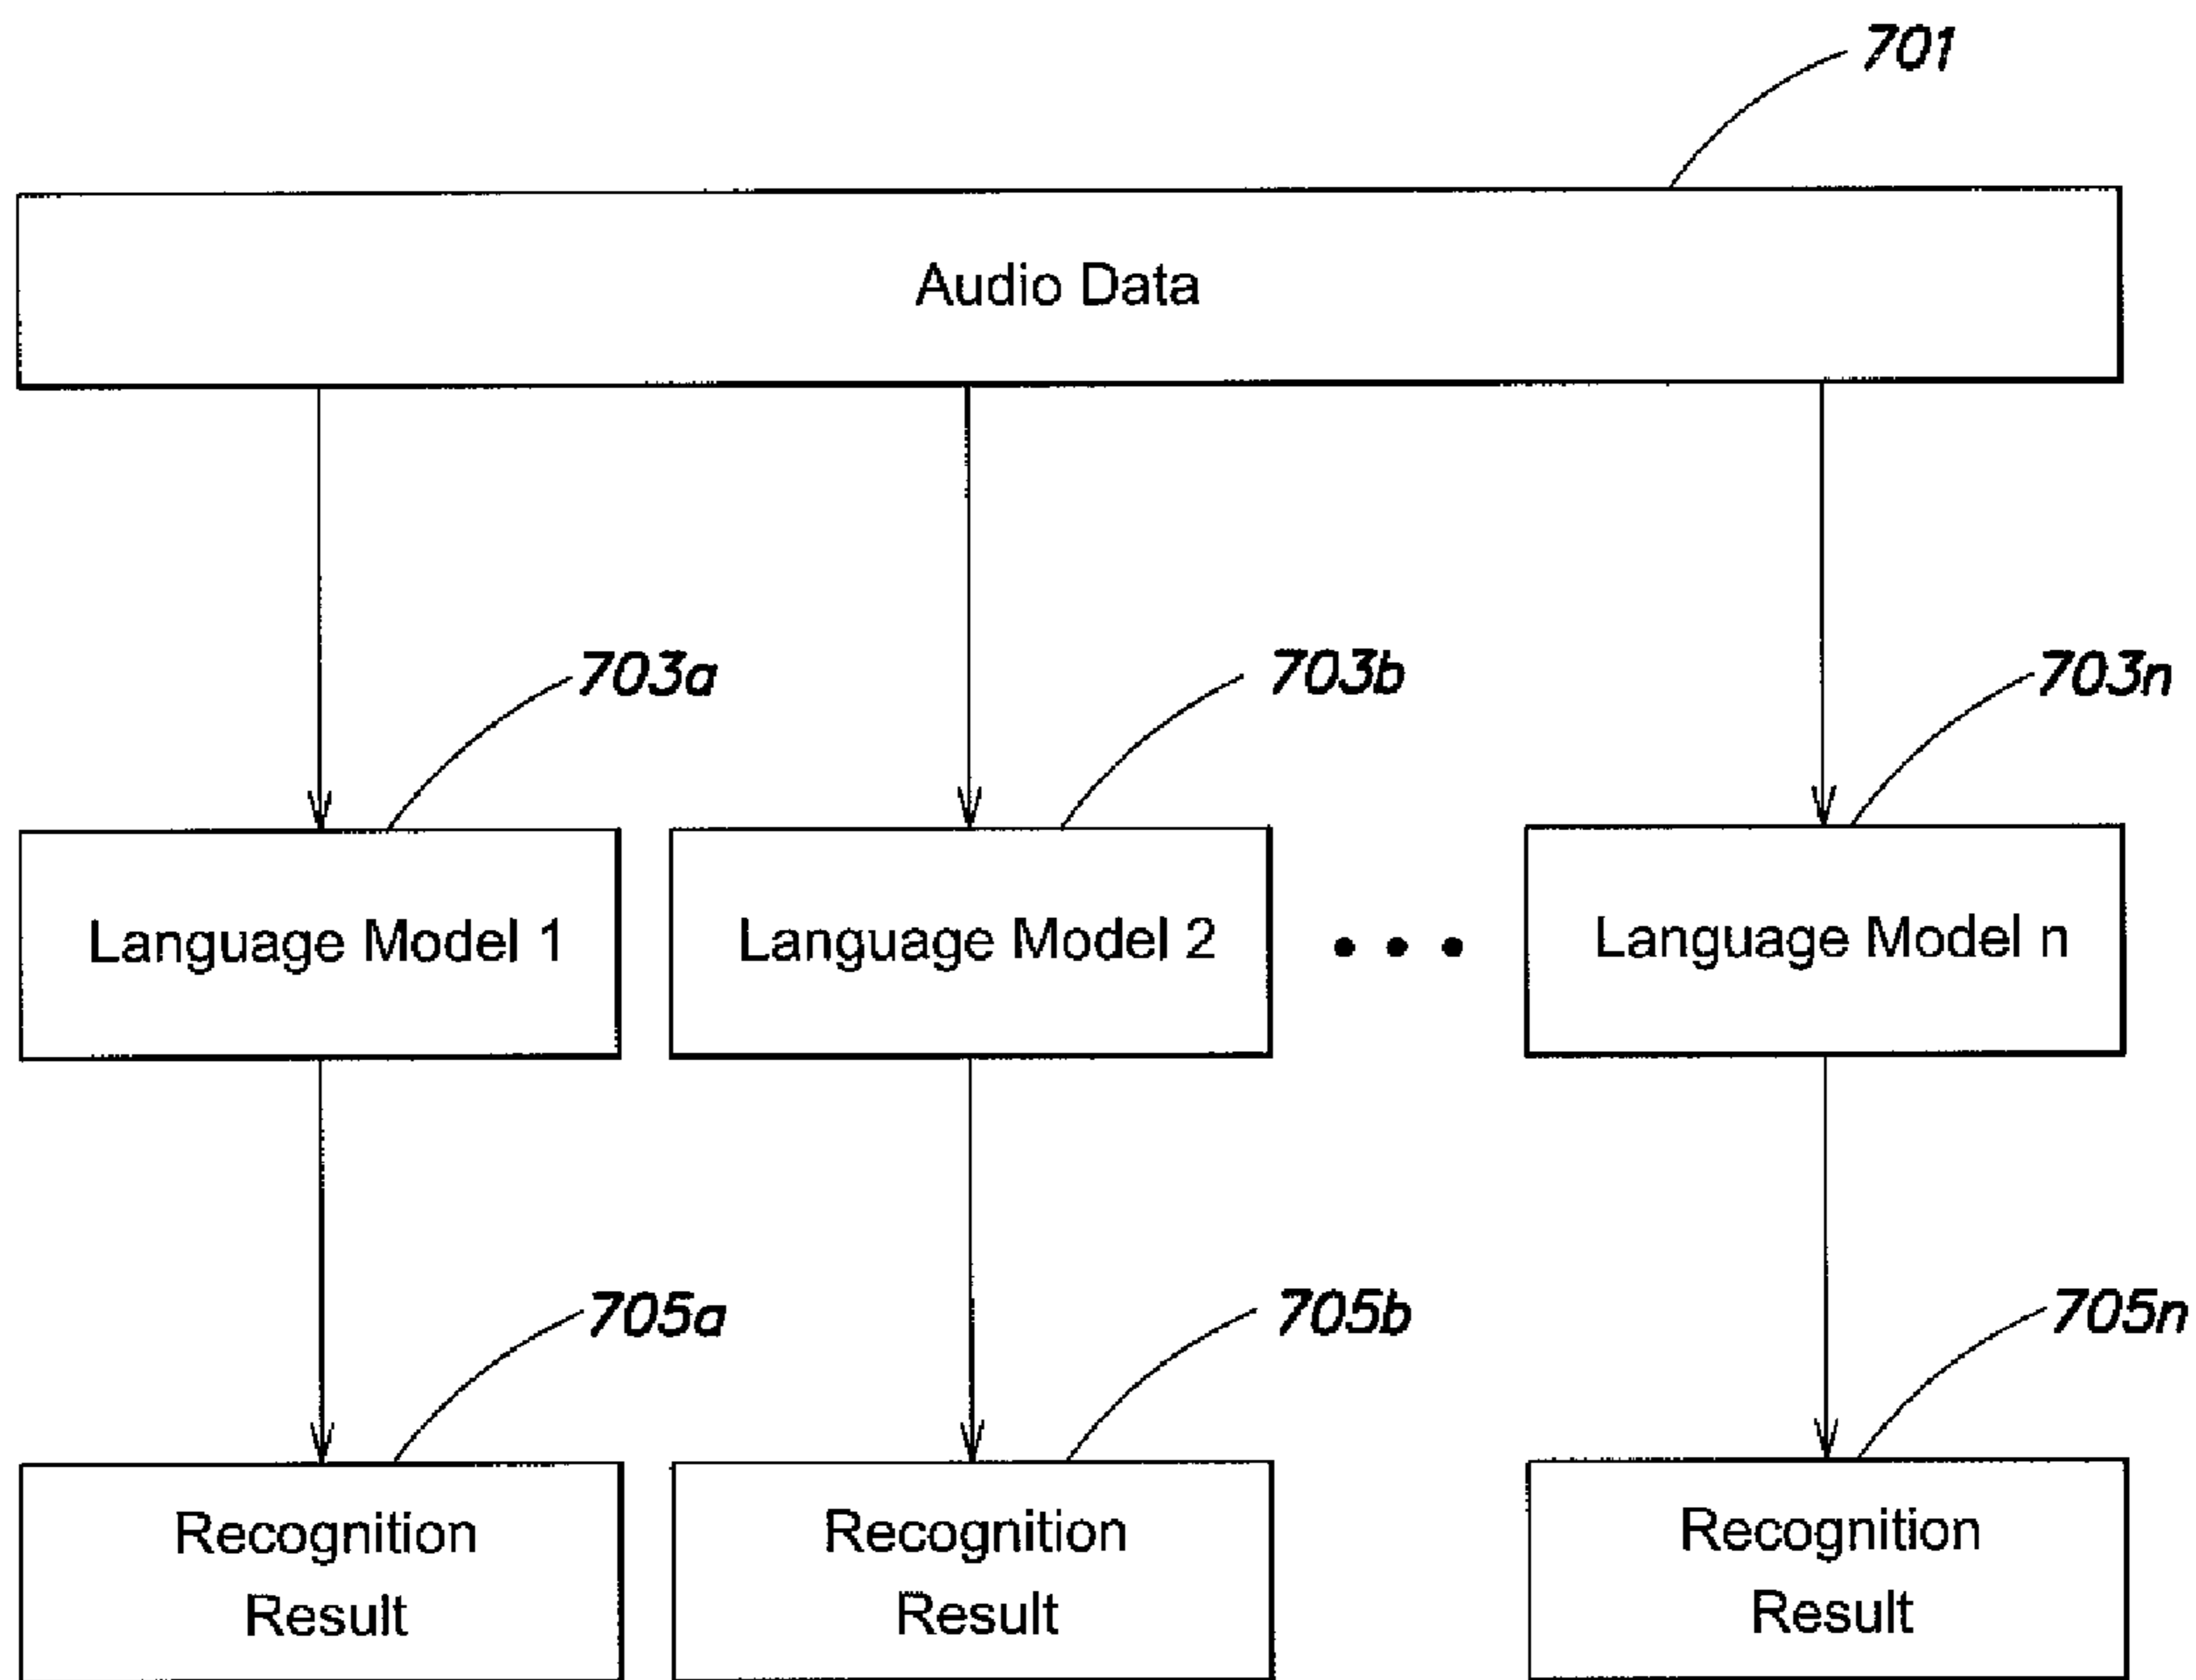 701
Audio Data
703a
703b
703n
Language Model 1
Language Model 2
Language Model n
705a
705b
705n
Recognition
Result
Recognition
Result
Recognition
Result